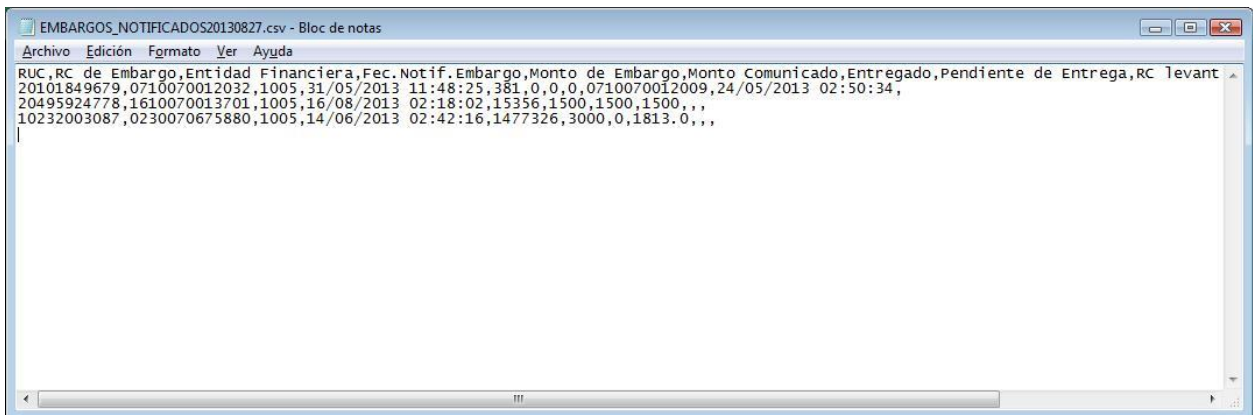 EMBARGOS_NOTIFICADOS20130827.csv - Bloc de notas
Archivo Edición Formato Ver Ayuda
RUC,RC de Embargo,Entidad Financiera,Fec.Notif.Embargo,Monto de Embargo,Monto Comunicado,Entregado,Pendiente de Entrega,RC levant
20101849679,0710070012032,1005,31/05/2013 11:48:25,381,0,0,0,0710070012009,24/05/2013 02:50:34,
20495924778,1610070013701,1005,16/08/2013 02:18:02,15356,1500,1500,1500,,,
10232003087,0230070675880,1005,14/06/2013 02:42:16,1477326,3000,0,1813.0,,,